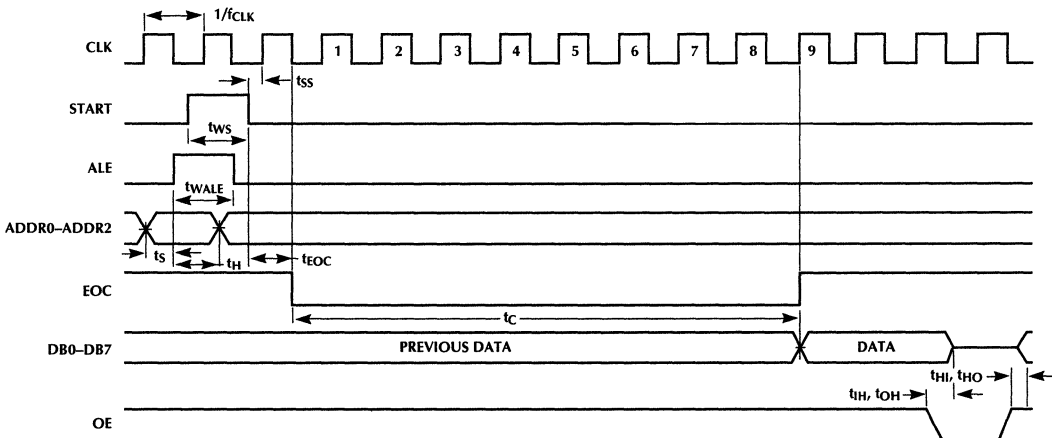 1/fCLK
CLK
1 2 3 4 5 6 7 8 9
tSS
START
tWS
ALE
tWALE
ADDR0–ADDR2
tS
tH
tEOC
EOC
tC
DB0–DB7
PREVIOUS DATA
DATA
tHI, tHO
tIH, tOH
OE